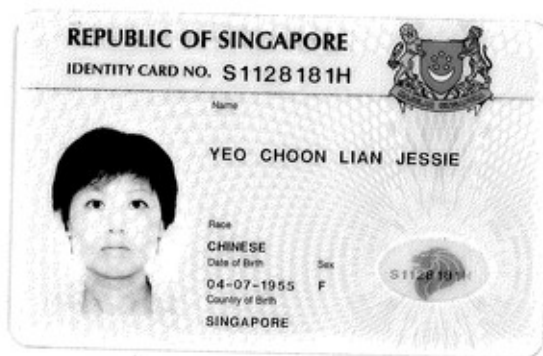 REPUBLIC OF SINGAPORE
IDENTITY CARD NO. S1128181H
Name
YEO CHOON LIAN JESSIE
Race
CHINESE
Date of Birth Sex
04-07-1955 F
Country of Birth
SINGAPORE
S1128181H